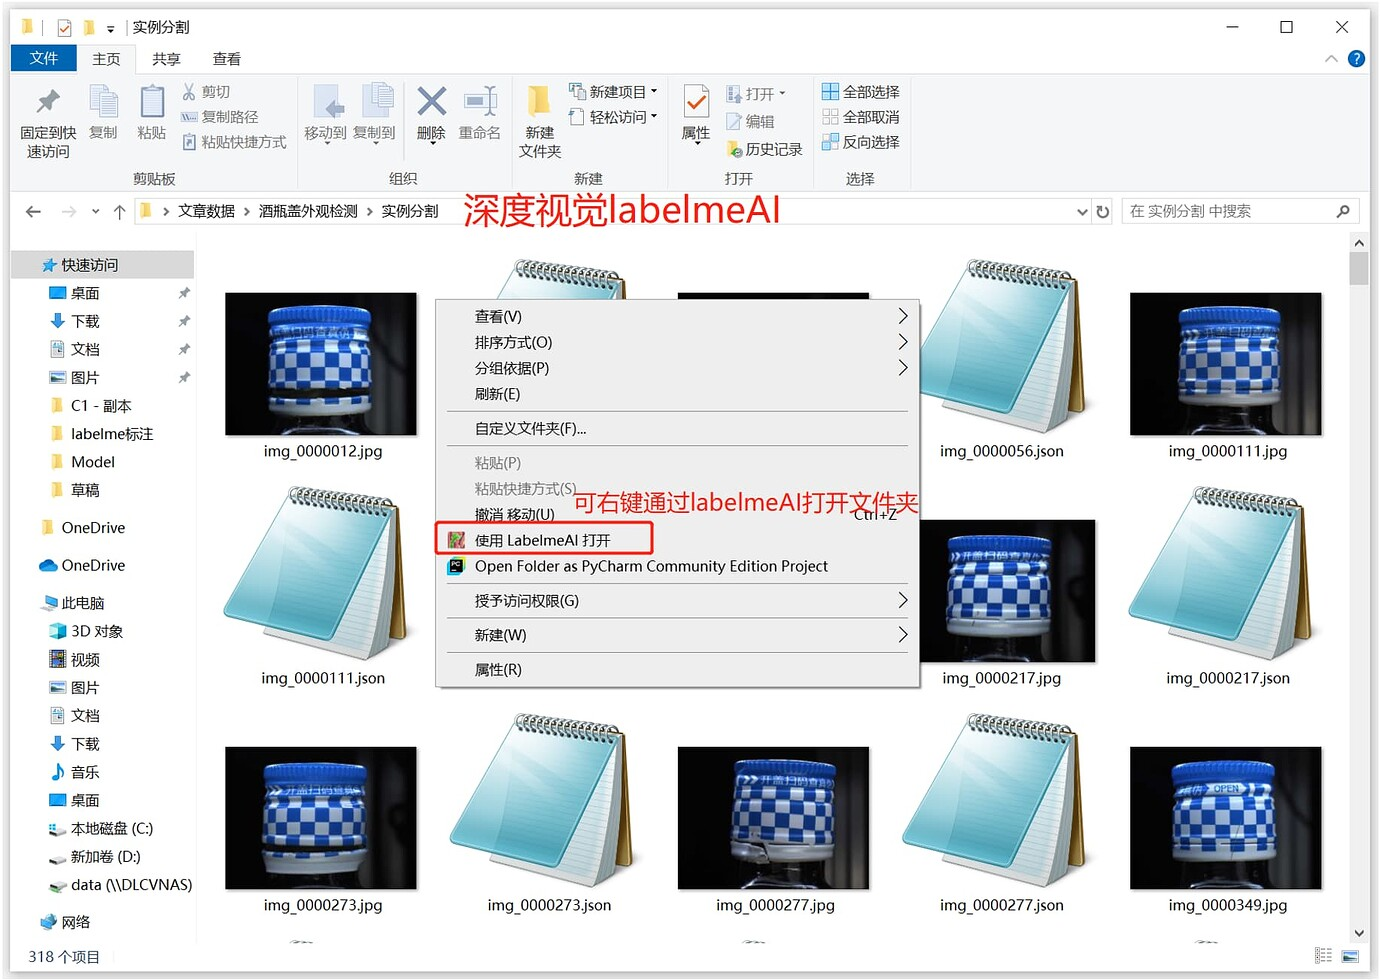 实例分割
文件 主页 共享 查看
固定到快速访问
复制
粘贴
剪切
复制路径
粘贴快捷方式
剪贴板
移动到
复制到
删除
重命名
组织
新建文件夹
新建项目
轻松访问
新建
属性
打开
编辑
历史记录
打开
全部选择
全部取消
反向选择
选择
文章数据 > 酒瓶盖外观检测 > 实例分割
深度视觉labelmeAI
在 实例分割 中搜索
快速访问
桌面
下载
文档
图片
C1 - 副本
labelme标注
Model
草稿
OneDrive
OneDrive
此电脑
3D 对象
视频
图片
文档
下载
音乐
桌面
本地磁盘 (C:)
新加卷 (D:)
data (\\DLCVNAS)
网络
318 个项目
img_0000012.jpg
img_0000056.json
img_0000111.jpg
查看(V)
排序方式(O)
分组依据(P)
刷新(E)
自定义文件夹(F)...
粘贴(P)
粘贴快捷方式(S)
可右键通过labelmeAI打开文件夹
撤消 移动(U) Ctrl+Z
使用 LabelmeAI 打开
PC
Open Folder as PyCharm Community Edition Project
授予访问权限(G)
新建(W)
属性(R)
img_0000111.json
img_0000217.jpg
img_0000217.json
img_0000273.jpg
img_0000273.json
img_0000277.jpg
img_0000277.json
OPEN
img_0000349.jpg